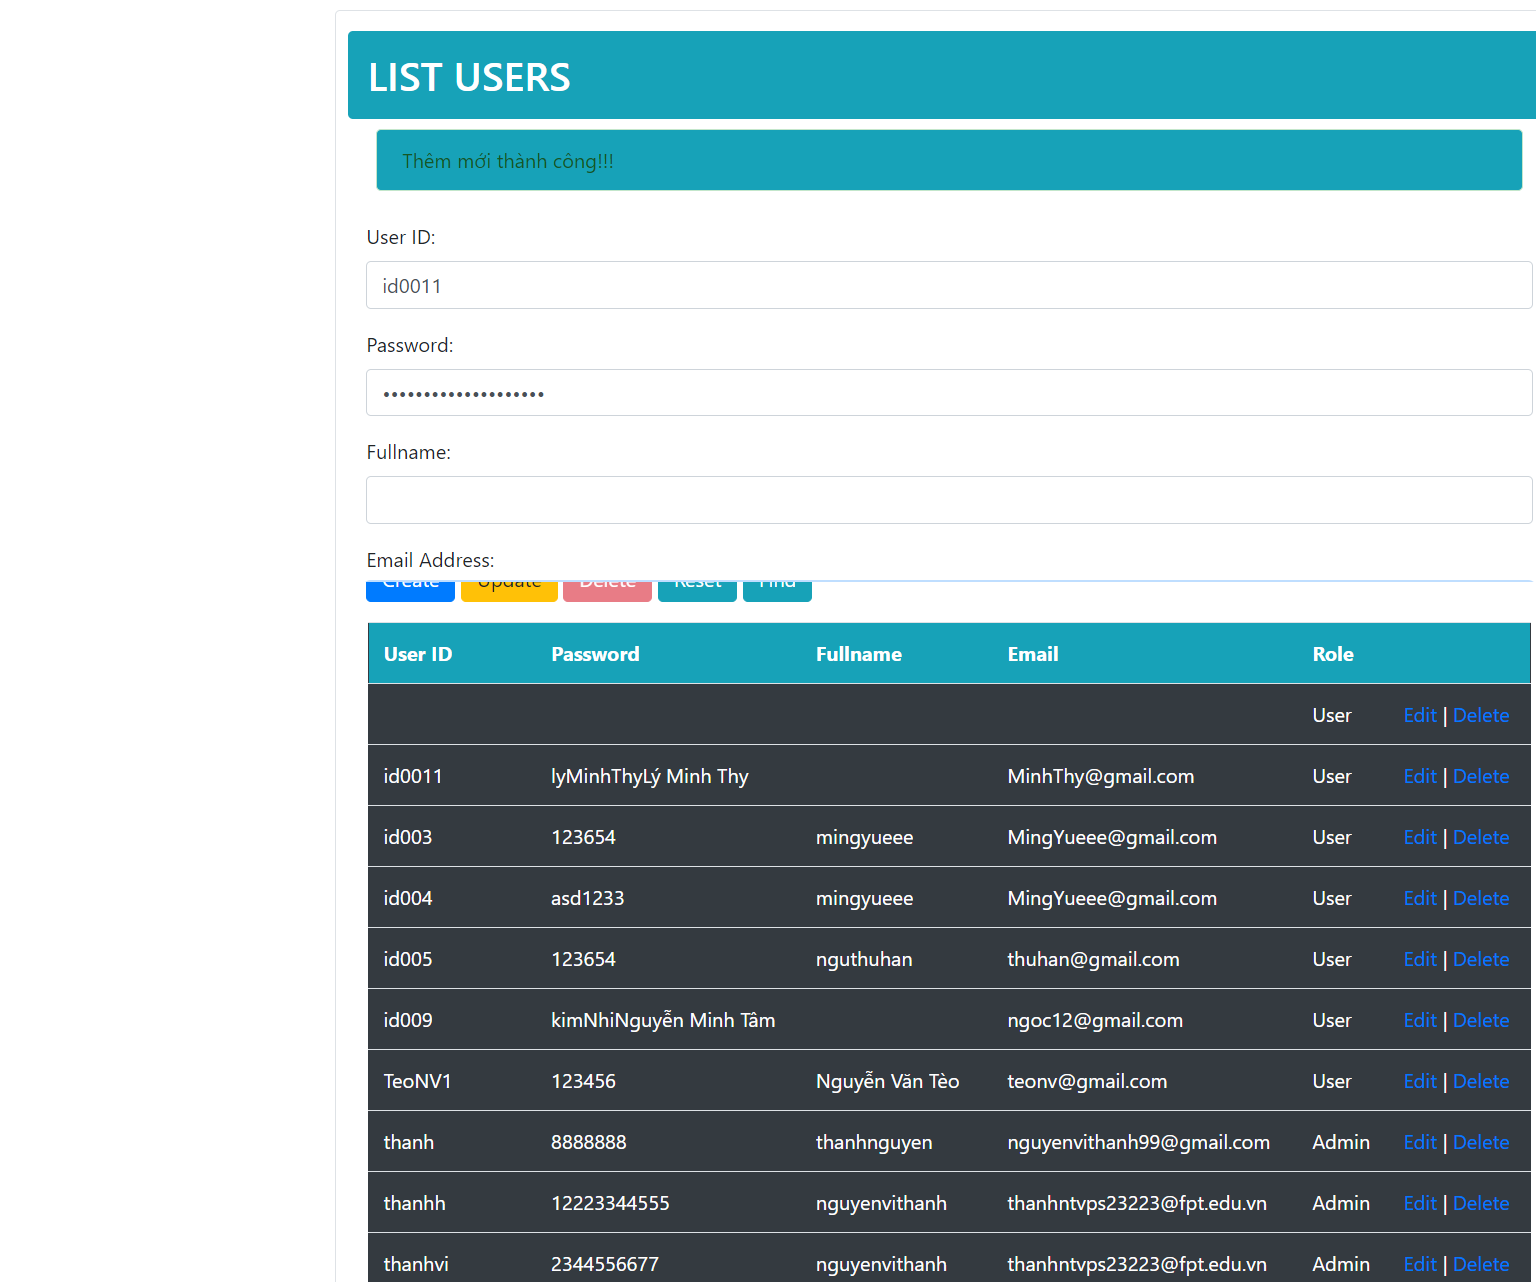 LIST USERS
Thêm mới thành công!!!
User ID:
id0011
Password:
••••••••••••••••••••
Fullname:
Email Address:
Create Update Delete Reset Find
User ID Password Fullname Email Role
User Edit | Delete
id0011 lyMinhThyLý Minh Thy MinhThy@gmail.com User Edit | Delete
id003 123654 mingyueee MingYueee@gmail.com User Edit | Delete
id004 asd1233 mingyueee MingYueee@gmail.com User Edit | Delete
id005 123654 nguthuhan thuhan@gmail.com User Edit | Delete
id009 kimNhiNguyễn Minh Tâm ngoc12@gmail.com User Edit | Delete
TeoNV1 123456 Nguyễn Văn Tèo teonv@gmail.com User Edit | Delete
thanh 8888888 thanhnguyen nguyenvithanh99@gmail.com Admin Edit | Delete
thanhh 12223344555 nguyenvithanh thanhntvps23223@fpt.edu.vn Admin Edit | Delete
thanhvi 2344556677 nguyenvithanh thanhntvps23223@fpt.edu.vn Admin Edit | Delete